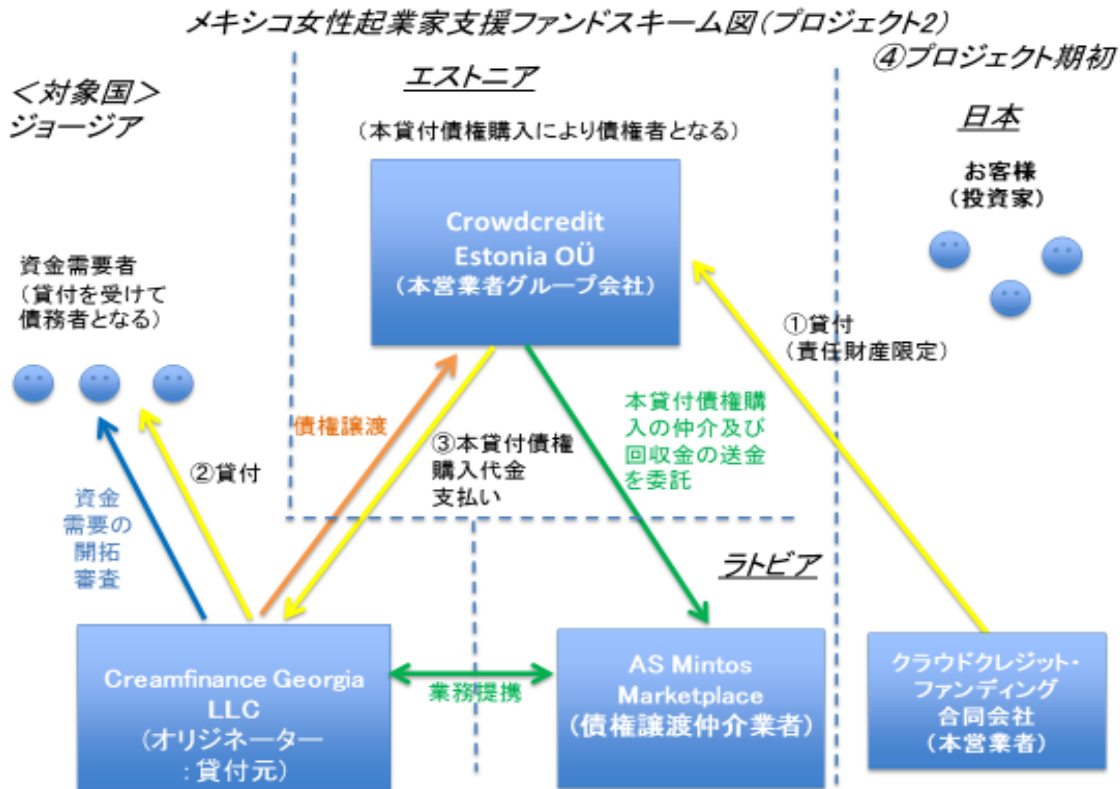 メキシコ女性起業家支援ファンドスキーム図(プロジェクト2)
④プロジェクト期初
<対象国>
ジョージア
エストニア
日本
(本貸付債権購入により債権者となる)
お客様
(投資家)
Crowdcredit
Estonia OÜ
(本営業者グループ会社)
資金需要者
(貸付を受けて
債務者となる)
①貸付
(責任財産限定)
債権譲渡
③本貸付債権
購入代金
支払い
本貸付債権購
入の仲介及び
回収金の送金
を委託
②貸付
資金
需要の
開拓
審査
ラトビア
Creamfinance Georgia
LLC
(オリジネーター
:貸付元)
業務提携
AS Mintos
Marketplace
(債権譲渡仲介業者)
クラウドクレジット・
ファンディング
合同会社
(本営業者)